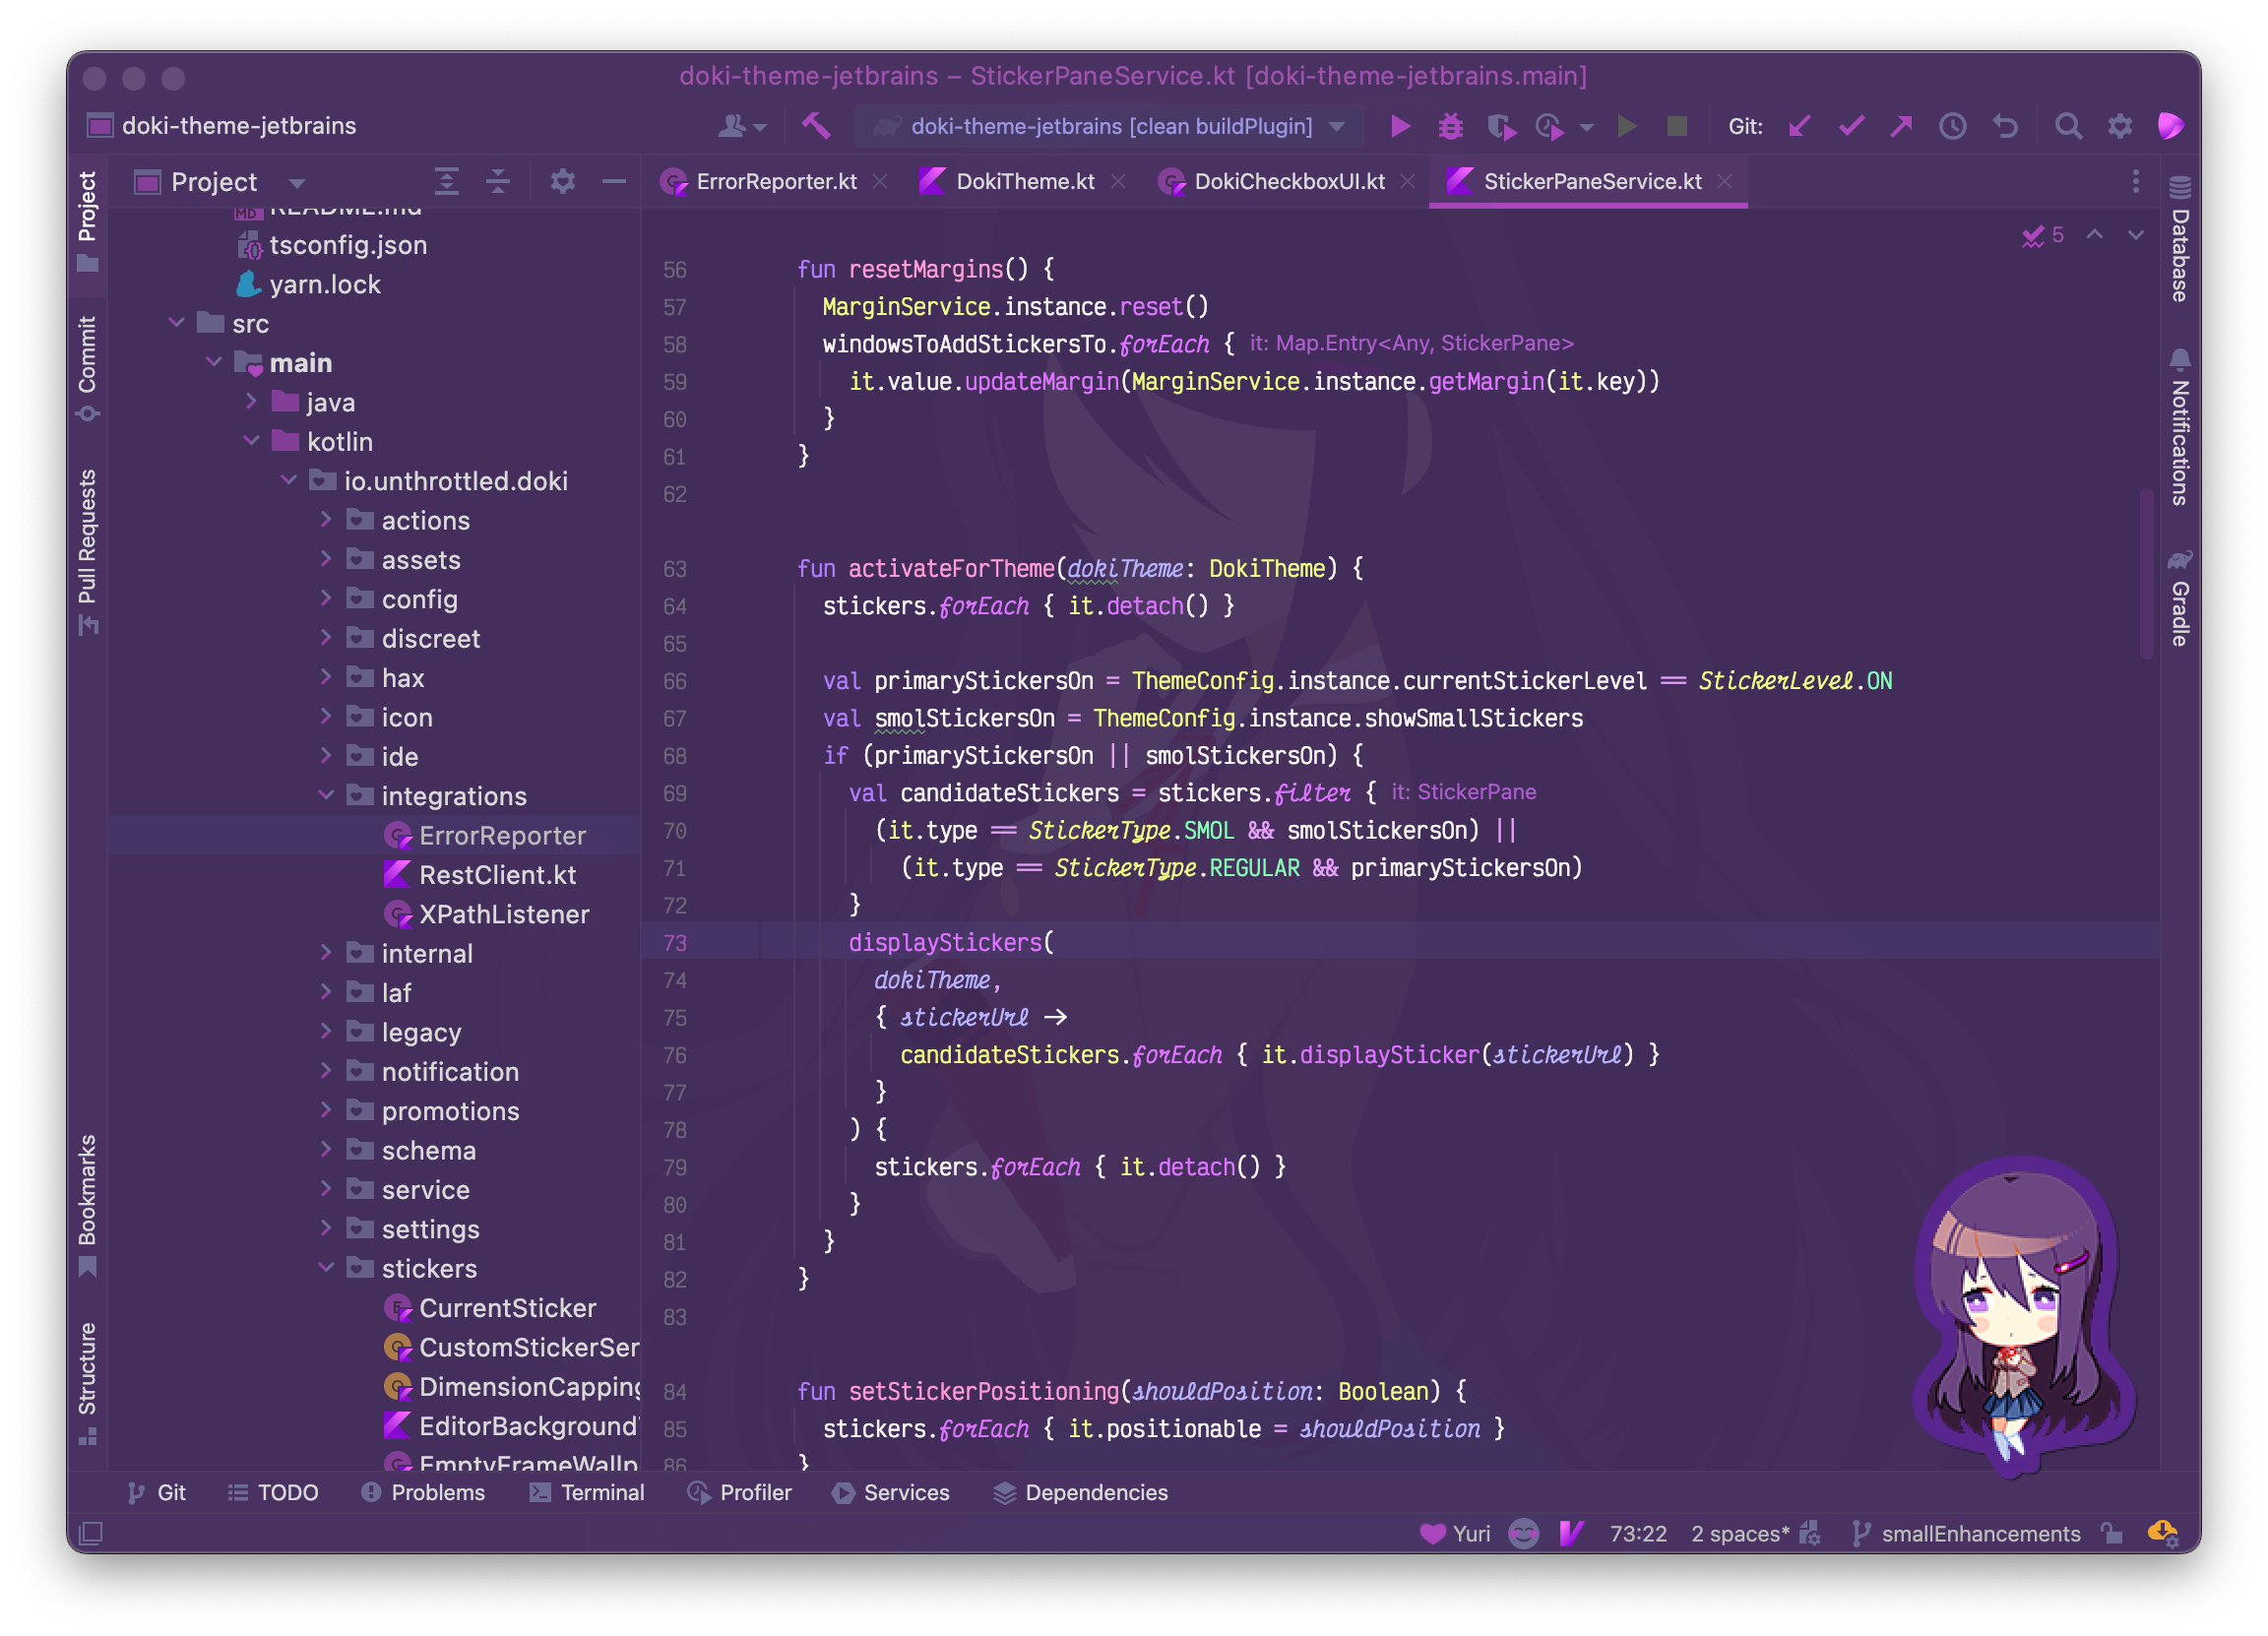 doki-theme-jetbrains – StickerPaneService.kt [doki-theme-jetbrains.main]
doki-theme-jetbrains
doki-theme-jetbrains [clean buildPlugin]
Git:
Project
Commit
Pull Requests
Bookmarks
Structure
Project
README.md
tsconfig.json
yarn.lock
src
main
java
kotlin
io.unthrottled.doki
actions
assets
config
discreet
hax
icon
ide
integrations
ErrorReporter
RestClient.kt
XPathListener
internal
laf
legacy
notification
promotions
schema
service
settings
stickers
CurrentSticker
CustomStickerSer
DimensionCapping
EditorBackground
EmptyFrameWallp
ErrorReporter.kt
DokiTheme.kt
DokiCheckboxUI.kt
StickerPaneService.kt
5
56 fun resetMargins() {
57 MarginService.instance.reset()
58 windowsToAddStickersTo.forEach { it: Map.Entry<Any, StickerPane>
59 it.value.updateMargin(MarginService.instance.getMargin(it.key))
60 }
61 }
62
63 fun activateForTheme(dokiTheme: DokiTheme) {
64 stickers.forEach { it.detach() }
65
66 val primaryStickersOn = ThemeConfig.instance.currentStickerLevel == StickerLevel.ON
67 val smolStickersOn = ThemeConfig.instance.showSmallStickers
68 if (primaryStickersOn || smolStickersOn) {
69 val candidateStickers = stickers.filter { it: StickerPane
70 (it.type == StickerType.SMOL && smolStickersOn) ||
71 (it.type == StickerType.REGULAR && primaryStickersOn)
72 }
73 displayStickers(
74 dokiTheme,
75 { stickerUrl ->
76 candidateStickers.forEach { it.displaySticker(stickerUrl) }
77 }
78 ) {
79 stickers.forEach { it.detach() }
80 }
81 }
82 }
83
84 fun setStickerPositioning(shouldPosition: Boolean) {
85 stickers.forEach { it.positionable = shouldPosition }
86 }
Database
Notifications
Gradle
Git
TODO
Problems
Terminal
Profiler
Services
Dependencies
Yuri
73:22
2 spaces*
smallEnhancements